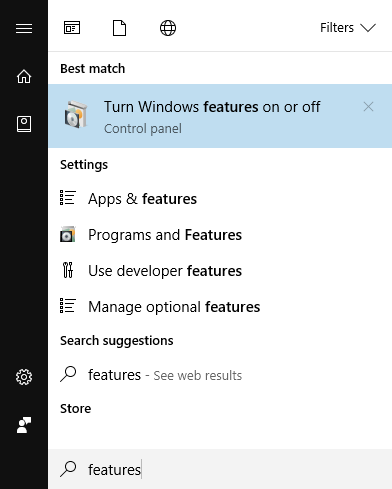 Filters
Best match
Turn Windows features on or off
Control panel
Settings
Apps & features
Programs and Features
Use developer features
Manage optional features
Search suggestions
features - See web results
Store
features